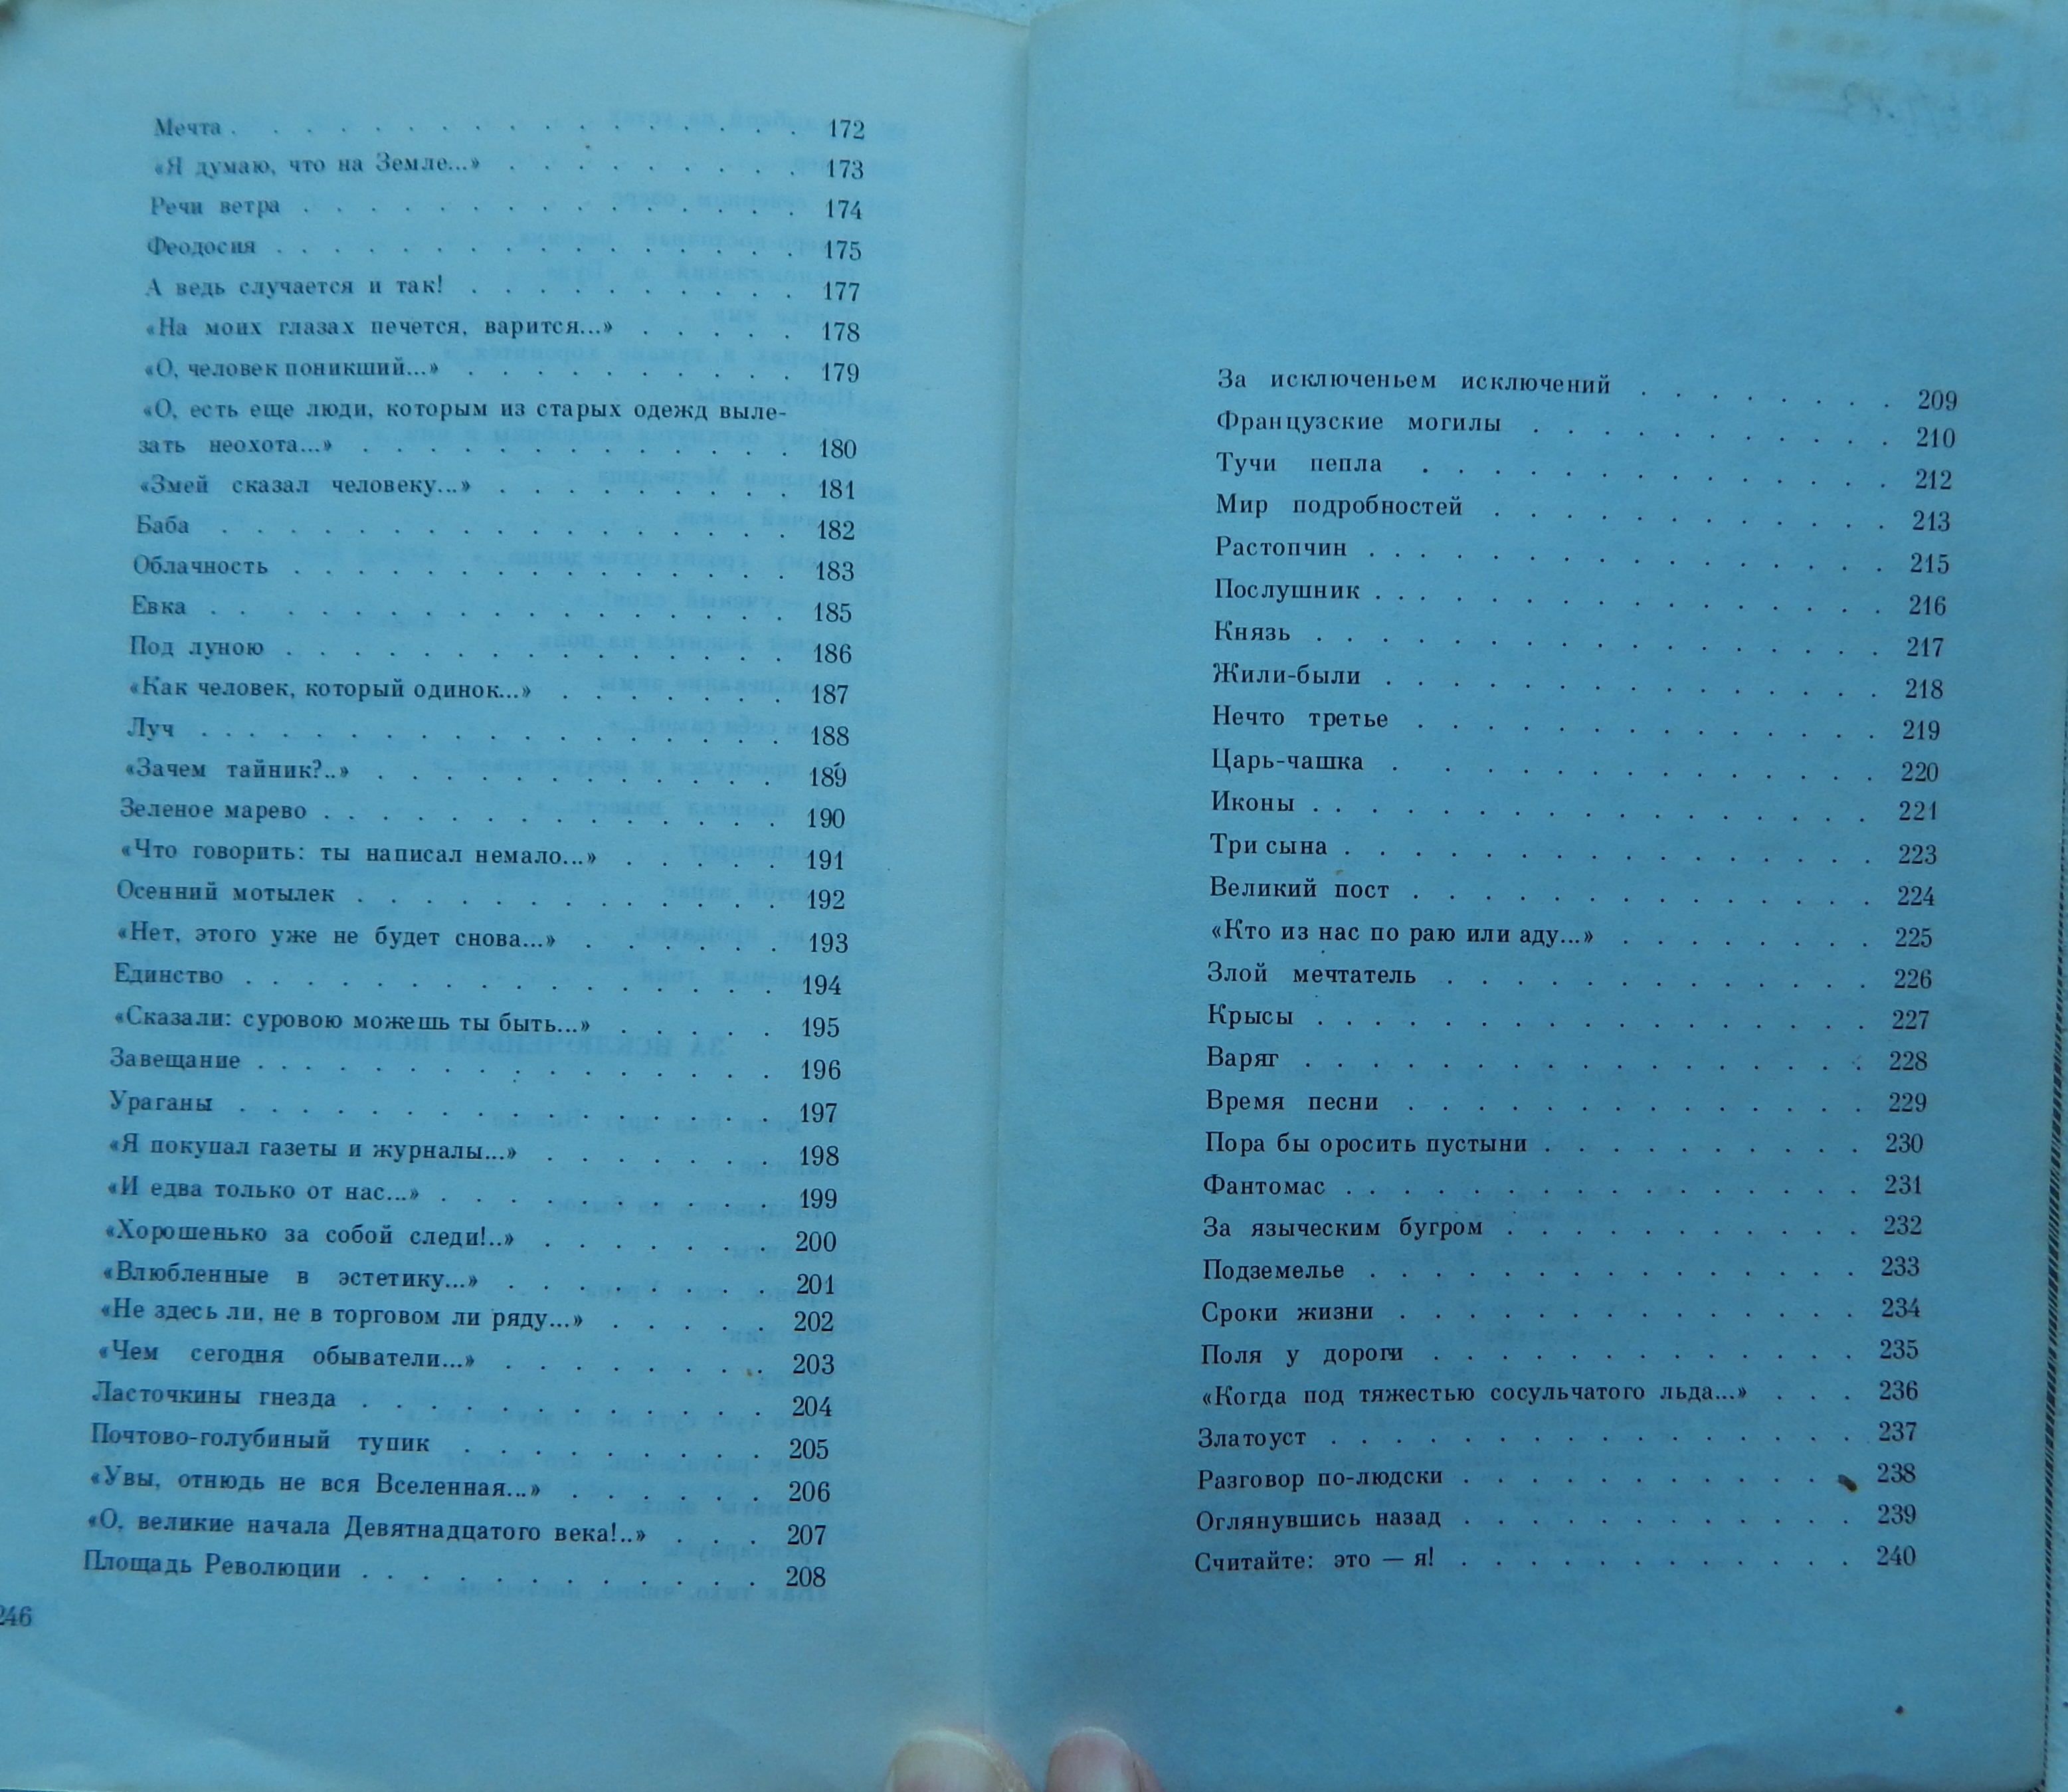 Мечта . . . . . . . . . . . . . . . . . 172
«Я думаю, что на Земле...» . . . . . . . . . 173
Речи ветра . . . . . . . . . . . . . . . 174
Феодосия . . . . . . . . . . . . . . . . 175
А ведь случается и так! . . . . . . . . . . 177
«На моих глазах печется, варится...» . . . . . 178
«О, человек поникший...» . . . . . . . . . . 179
«О, есть еще люди, которым из старых одежд выле-
зать неохота...» . . . . . . . . . . . . . 180
«Змей сказал человеку...» . . . . . . . . . 181
Баба . . . . . . . . . . . . . . . . . 182
Облачность . . . . . . . . . . . . . . . 183
Евка . . . . . . . . . . . . . . . . . 185
Под луною . . . . . . . . . . . . . . . 186
«Как человек, который одинок...» . . . . . . . 187
Луч . . . . . . . . . . . . . . . . . 188
«Зачем тайник?..» . . . . . . . . . . . . 189
Зеленое марево . . . . . . . . . . . . . . 190
«Что говорить: ты написал немало...» . . . . . 191
Осенний мотылек . . . . . . . . . . . . . 192
«Нет, этого уже не будет снова...» . . . . . . 193
Единство . . . . . . . . . . . . . . . . 194
«Сказали: суровою можешь ты быть...» . . . . . 195
Завещание . . . . . . . . . . . . . . . . 196
Ураганы . . . . . . . . . . . . . . . . 197
«Я покупал газеты и журналы...» . . . . . . . 198
«И едва только от нас...» . . . . . . . . . . 199
«Хорошенько за собой следи!..» . . . . . . . 200
«Влюбленные в эстетику...» . . . . . . . . 201
«Не здесь ли, не в торговом ли ряду...» . . . . . 202
«Чем сегодня обыватели...» . . . . . . . . 203
Ласточкины гнезда . . . . . . . . . . . . 204
Почтово-голубиный тупик . . . . . . . . . 205
«Увы, отнюдь не вся Вселенная...» . . . . . . 206
«О, великие начала Девятнадцатого века!..» . . . 207
Площадь Революции . . . . . . . . . . . . 208
246
За исключеньем исключений . . . . . . . . 209
Французские могилы . . . . . . . . . . . 210
Тучи пепла . . . . . . . . . . . . . . 212
Мир подробностей . . . . . . . . . . . . 213
Растопчин . . . . . . . . . . . . . . . 215
Послушник . . . . . . . . . . . . . . . 216
Князь . . . . . . . . . . . . . . . . 217
Жили-были . . . . . . . . . . . . . . . 218
Нечто третье . . . . . . . . . . . . . 219
Царь-чашка . . . . . . . . . . . . . . 220
Иконы . . . . . . . . . . . . . . . . 221
Три сына . . . . . . . . . . . . . . . 223
Великий пост . . . . . . . . . . . . . 224
«Кто из нас по раю или аду...» . . . . . . . . 225
Злой мечтатель . . . . . . . . . . . . . 226
Крысы . . . . . . . . . . . . . . . . 227
Варяг . . . . . . . . . . . . . . . . 228
Время песни . . . . . . . . . . . . . . 229
Пора бы оросить пустыни . . . . . . . . . . 230
Фантомас . . . . . . . . . . . . . . . 231
За языческим бугром . . . . . . . . . . . 232
Подземелье . . . . . . . . . . . . . . 233
Сроки жизни . . . . . . . . . . . . . . 234
Поля у дороги . . . . . . . . . . . . . 235
«Когда под тяжестью сосульчатого льда...» . . . 236
Златоуст . . . . . . . . . . . . . . . 237
Разговор по-людски . . . . . . . . . . . . 238
Оглянувшись назад . . . . . . . . . . . . 239
Считайте: это — я! . . . . . . . . . . . . 240